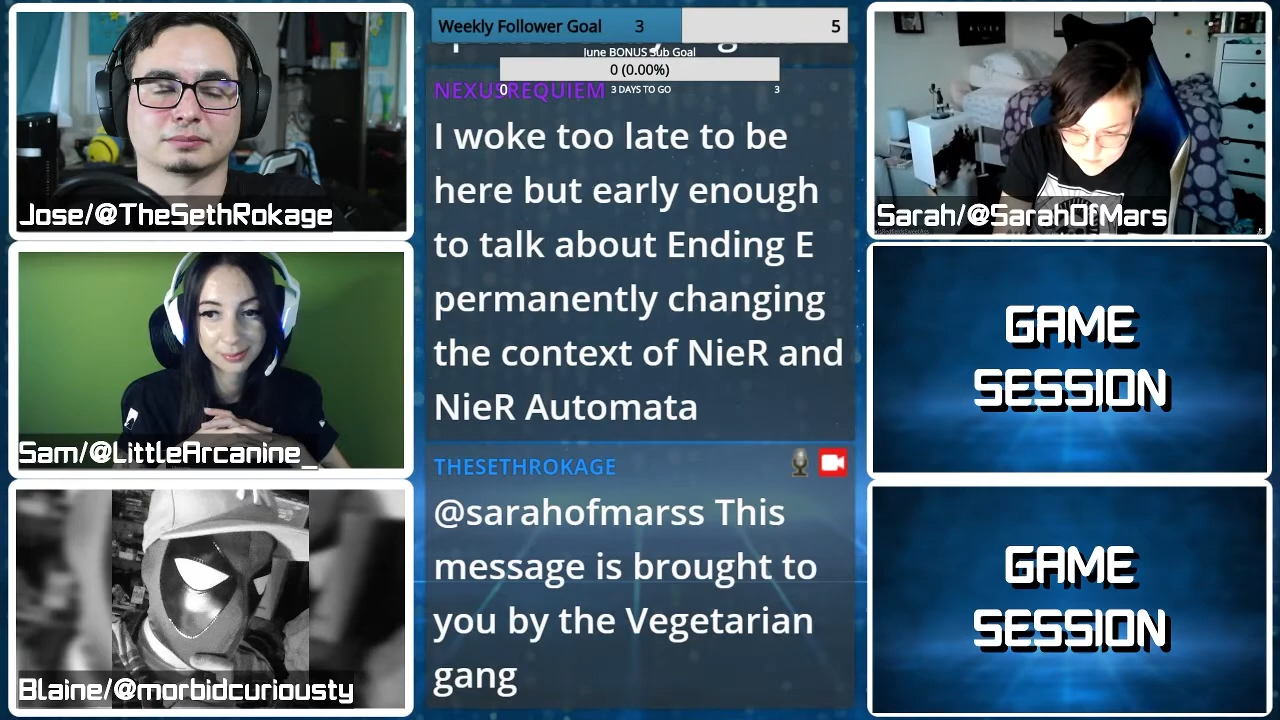 Jose/@TheSethRokage
Sam/@LittleArcanine_
Blaine/@morbidcuriousty
Weekly Follower Goal 3 5
June BONUS Sub Goal
0 (0.00%)
0 3 DAYS TO GO 3
NEXUSREQUIEM
I woke too late to be
here but early enough
to talk about Ending E
permanently changing
the context of NieR and
NieR Automata
THESETHROKAGE
@sarahofmarss This
message is brought to
you by the Vegetarian
gang
Sarah/@SarahOfMars
GAME
SESSION
GAME
SESSION